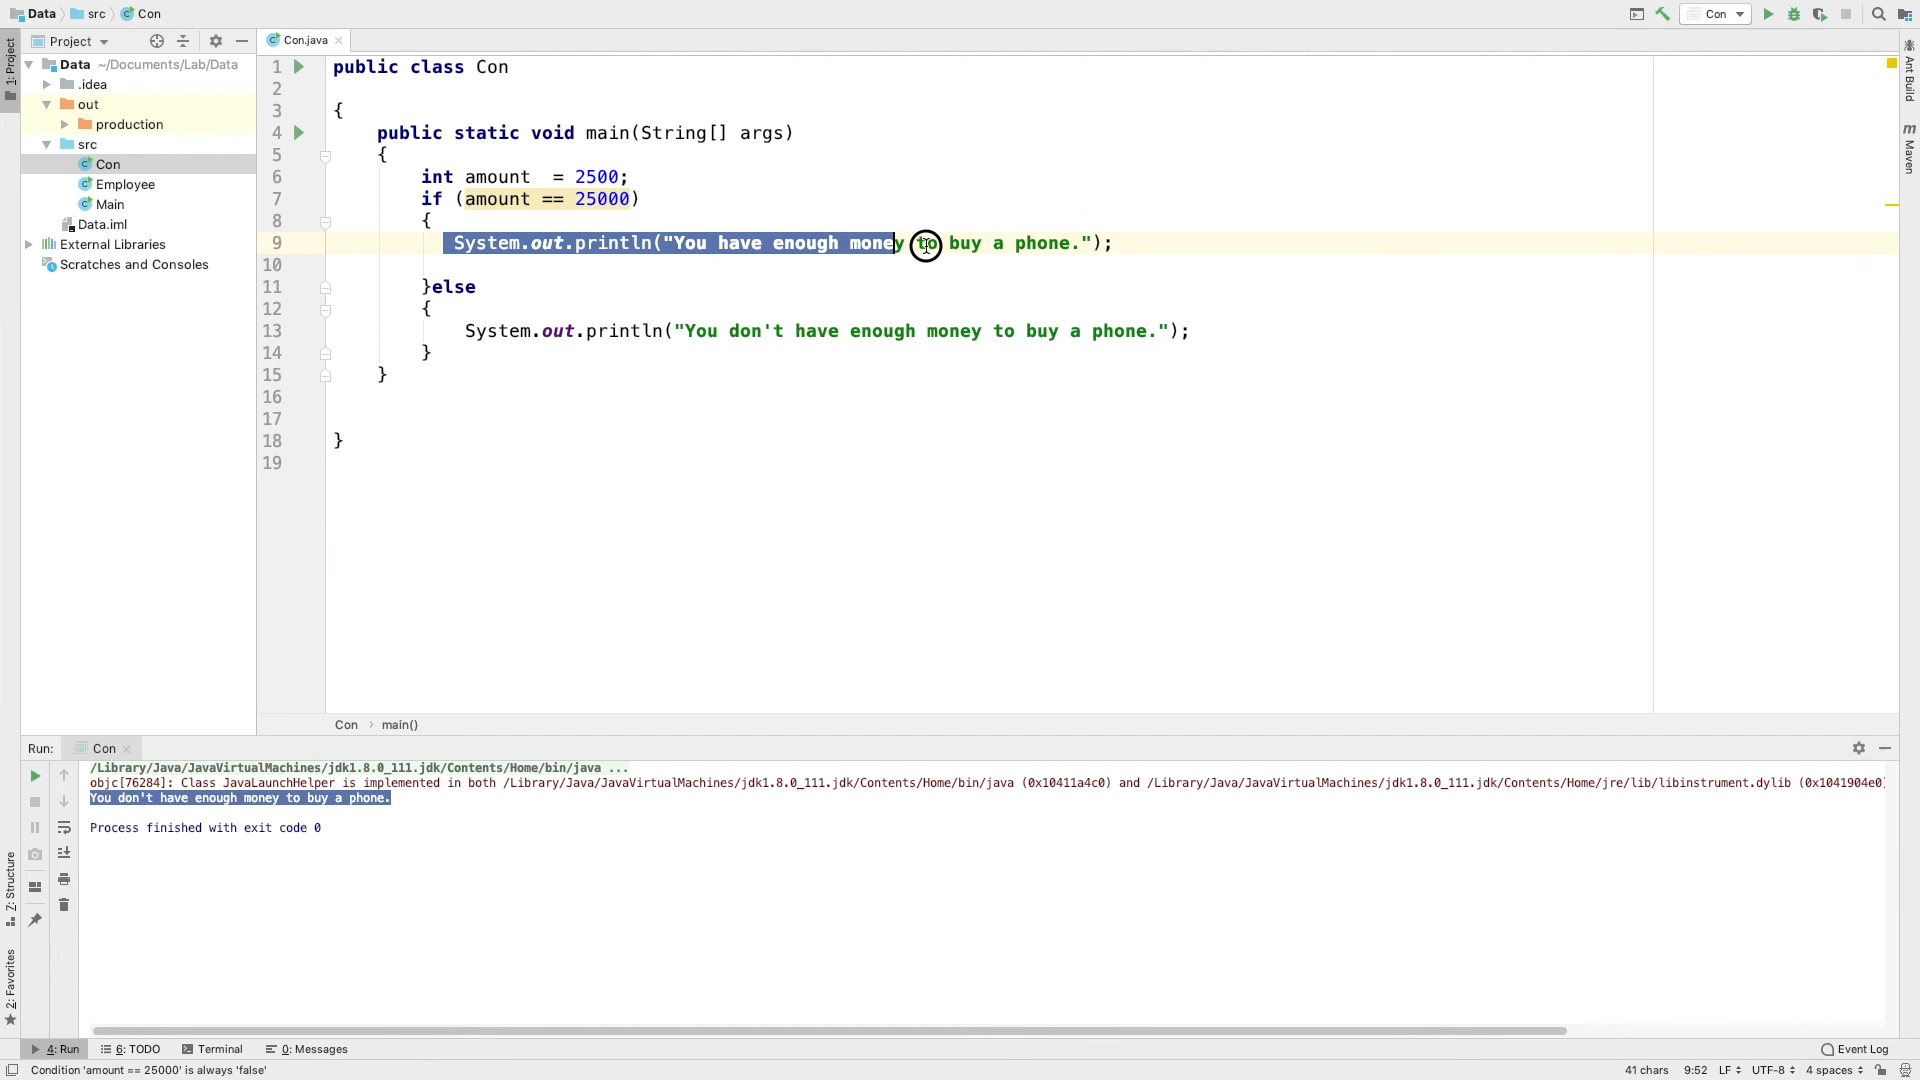 Data src Con
Con
1: Project
Project
Con.java
Data ~/Documents/Lab/Data
.idea
out
production
src
Con
Employee
Main
Data.iml
External Libraries
Scratches and Consoles
1 public class Con
2
3 {
4 public static void main(String[] args)
5 {
6 int amount  = 2500;
7 if (amount == 25000)
8 {
9 System.out.println("You have enough money to buy a phone.");
10
11 }else
12 {
13 System.out.println("You don't have enough money to buy a phone.");
14 }
15 }
16
17
18 }
19
Ant Build
m Maven
Con › main()
Run: Con
/Library/Java/JavaVirtualMachines/jdk1.8.0_111.jdk/Contents/Home/bin/java ...
objc[76284]: Class JavaLaunchHelper is implemented in both /Library/Java/JavaVirtualMachines/jdk1.8.0_111.jdk/Contents/Home/bin/java (0x10411a4c0) and /Library/Java/JavaVirtualMachines/jdk1.8.0_111.jdk/Contents/Home/jre/lib/libinstrument.dylib (0x1041904e0)
You don't have enough money to buy a phone.
Process finished with exit code 0
Z: Structure
2: Favorites
4: Run 6: TODO Terminal 0: Messages Event Log
Condition 'amount == 25000' is always 'false' 41 chars 9:52 LF UTF-8 4 spaces